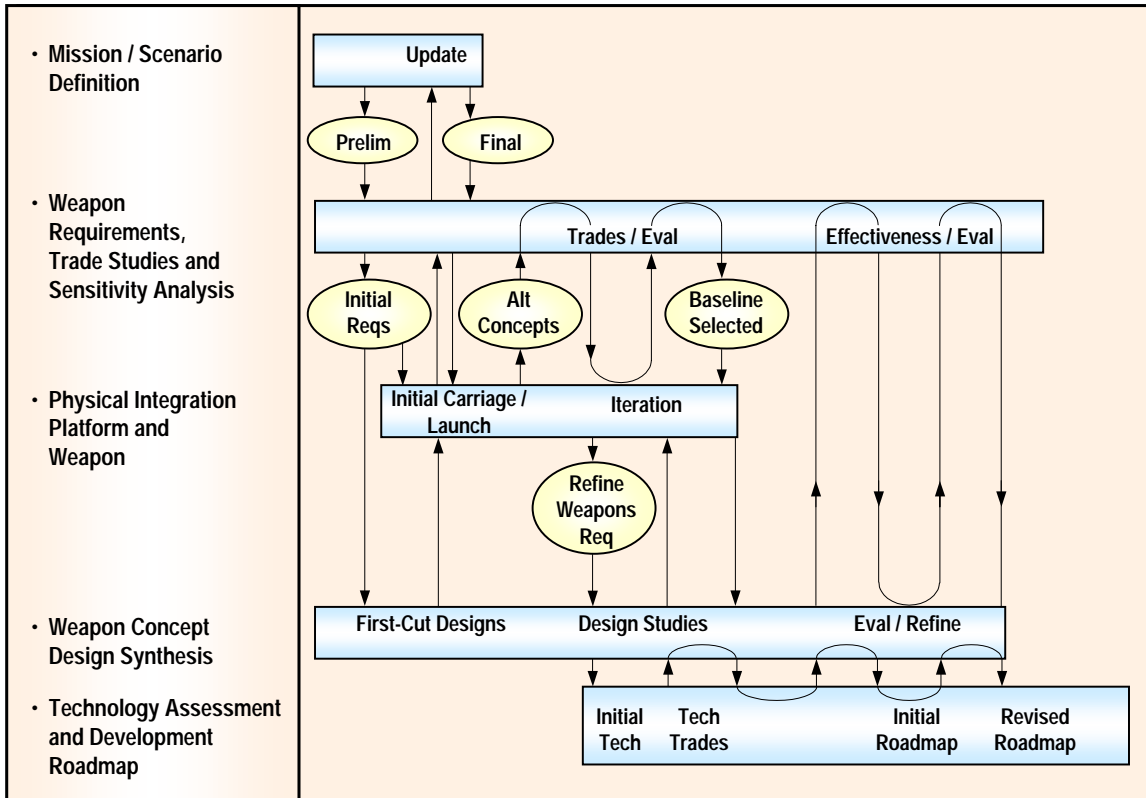 · Mission / Scenario
Definition
· Weapon
Requirements,
Trade Studies and
Sensitivity Analysis
· Physical Integration
Platform and
Weapon
· Weapon Concept
Design Synthesis
· Technology Assessment
and Development
Roadmap
Update
Prelim
Final
Trades / Eval
Effectiveness / Eval
Initial
Reqs
Alt
Concepts
Baseline
Selected
Initial Carriage /
Launch
Iteration
Refine
Weapons
Req
First-Cut Designs
Design Studies
Eval / Refine
Initial
Tech
Tech
Trades
Initial
Roadmap
Revised
Roadmap